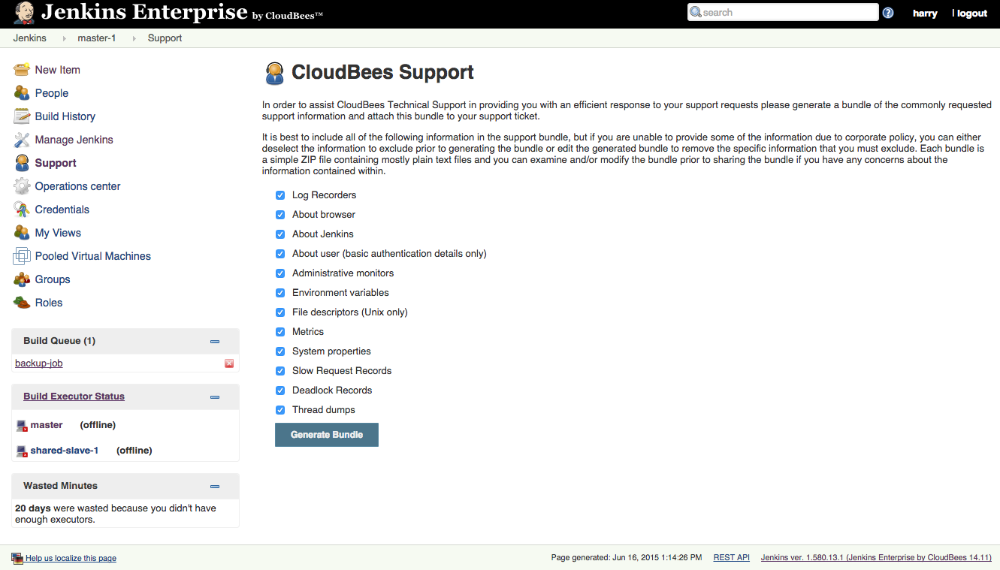 Jenkins Enterprise by CloudBees™
search
harry
| logout
Jenkins
master-1
Support
New Item
People
Build History
Manage Jenkins
Support
Operations center
Credentials
My Views
Pooled Virtual Machines
Groups
Roles
Build Queue (1)
backup-job
Build Executor Status
master (offline)
shared-slave-1 (offline)
Wasted Minutes
20 days were wasted because you didn't have
enough executors.
CloudBees Support
In order to assist CloudBees Technical Support in providing you with an efficient response to your support requests please generate a bundle of the commonly requested
support information and attach this bundle to your support ticket.
It is best to include all of the following information in the support bundle, but if you are unable to provide some of the information due to corporate policy, you can either
deselect the information to exclude prior to generating the bundle or edit the generated bundle to remove the specific information that you must exclude. Each bundle is
a simple ZIP file containing mostly plain text files and you can examine and/or modify the bundle prior to sharing the bundle if you have any concerns about the
information contained within.
Log Recorders
About browser
About Jenkins
About user (basic authentication details only)
Administrative monitors
Environment variables
File descriptors (Unix only)
Metrics
System properties
Slow Request Records
Deadlock Records
Thread dumps
Generate Bundle
Help us localize this page
Page generated: Jun 16, 2015 1:14:26 PM
REST API
Jenkins ver. 1.580.13.1 (Jenkins Enterprise by CloudBees 14.11)